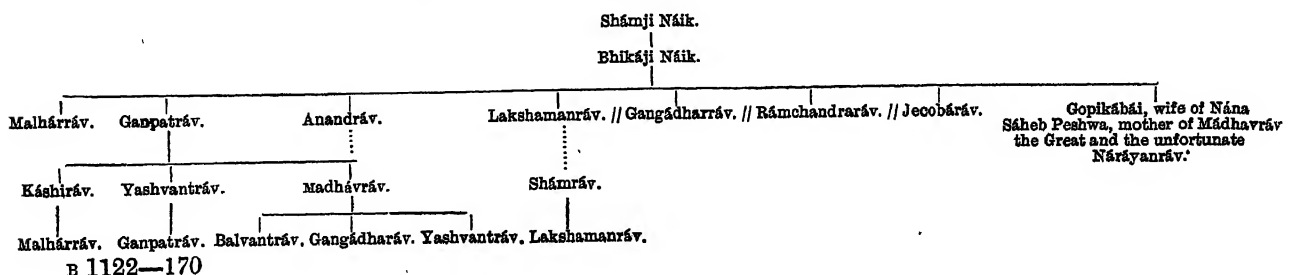 Shámji Náik.
Bhikáji Náik.
Malhárráv. Ganpatráv. Anandráv. Lakshamanráv. // Gangádharráv. // Rámchandraráv. // Jecobáráv. Gopikábái, wife of Nána
Sáheb Peshwa, mother of Mádhavráv
the Great and the unfortunate
Náráyanráv.
Káshiráv. Yashvantráv. Madhávráv. Shámráv.
Malhárráv. Ganpatráv. Balvantráv. Gangádharáv. Yashvantráv. Lakshamanráv.
B 1122—170